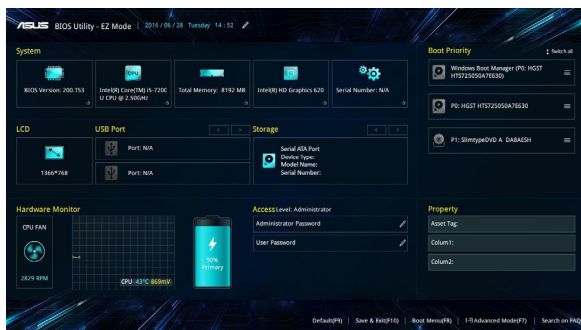 ASUS BIOS Utility - EZ Mode 2016/06/28 Tuesday 14:52
System
BIOS Version: 200.153
CPU
Intel(R) Core(TM) i5-7200
U CPU @ 2.50GHz
Total Memory: 8192 MB
Intel(R) HD Graphics 620
Serial Number: N/A
Boot Priority
Switch all
Windows Boot Manager (P0: HGST
HTS725050A7E630)
P0: HGST HTS725050A7E630
P1: SlimtypeDVD A DA8AESH
LCD
1366*768
USB Port
Port: N/A
Port: N/A
Storage
Serial ATA Port
Device Type:
Model Name:
Serial Number:
Hardware Monitor
CPU FAN
2829 RPM
CPU 43°C 869mV
90%
Primary
Access Level: Administrator
Administrator Password
User Password
Property
Asset Tag:
Colum1:
Colum2:
Default(F9) | Save & Exit(F10) | Boot Menu(F8) | Advanced Mode(F7) | Search on FAQ